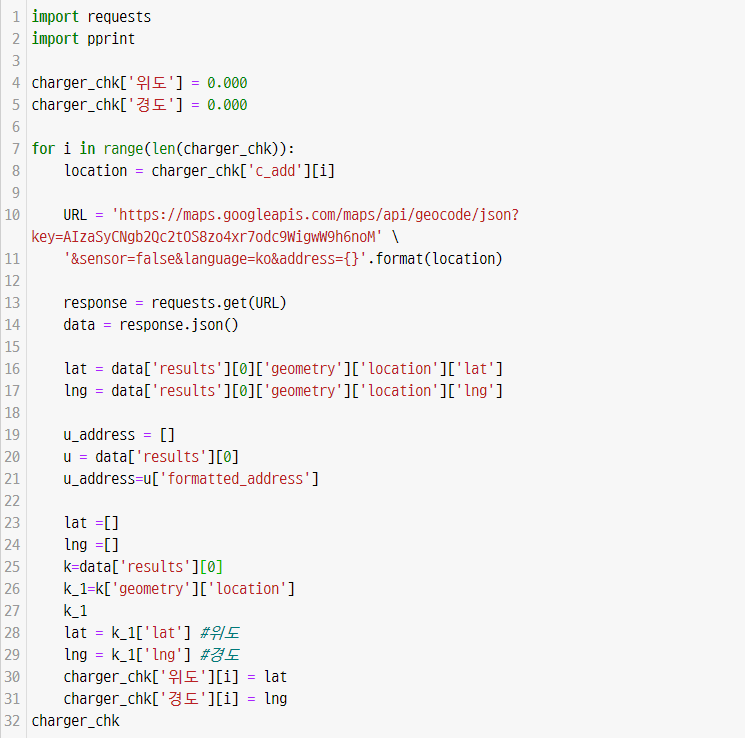 1 import requests
2 import pprint
3
4 charger_chk['위도'] = 0.000
5 charger_chk['경도'] = 0.000
6
7 for i in range(len(charger_chk)):
8     location = charger_chk['c_add'][i]
9
10     URL = 'https://maps.googleapis.com/maps/api/geocode/json?
key=AIzaSyCNgb2Qc2tOS8zo4xr7odc9WigwW9h6noM' \
11     '&sensor=false&language=ko&address={}'.format(location)
12
13     response = requests.get(URL)
14     data = response.json()
15
16     lat = data['results'][0]['geometry']['location']['lat']
17     lng = data['results'][0]['geometry']['location']['lng']
18
19     u_address = []
20     u = data['results'][0]
21     u_address=u['formatted_address']
22
23     lat =[]
24     lng =[]
25     k=data['results'][0]
26     k_1=k['geometry']['location']
27     k_1
28     lat = k_1['lat'] #위도
29     lng = k_1['lng'] #경도
30     charger_chk['위도'][i] = lat
31     charger_chk['경도'][i] = lng
32 charger_chk